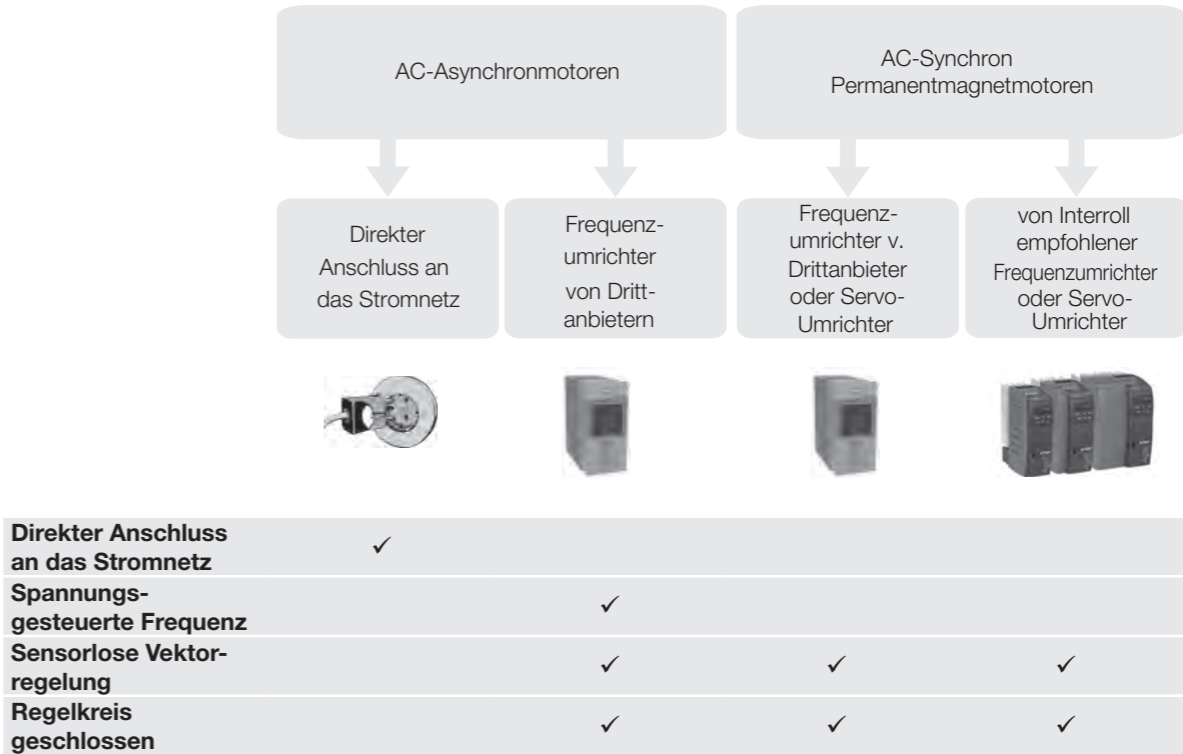 AC-Asynchronmotoren
AC-Synchron
Permanentmagnetmotoren
Direkter
Anschluss an
das Stromnetz
Frequenz-
umrichter
von Dritt-
anbietern
Frequenz-
umrichter v.
Drittanbieter
oder Servo-
Umrichter
von Interroll
empfohlener
Frequenzumrichter
oder Servo-
Umrichter
Direkter Anschluss
an das Stromnetz
✓
Spannungs-
gesteuerte Frequenz
✓
Sensorlose Vektor-
regelung
✓ ✓ ✓
Regelkreis
geschlossen
✓ ✓ ✓